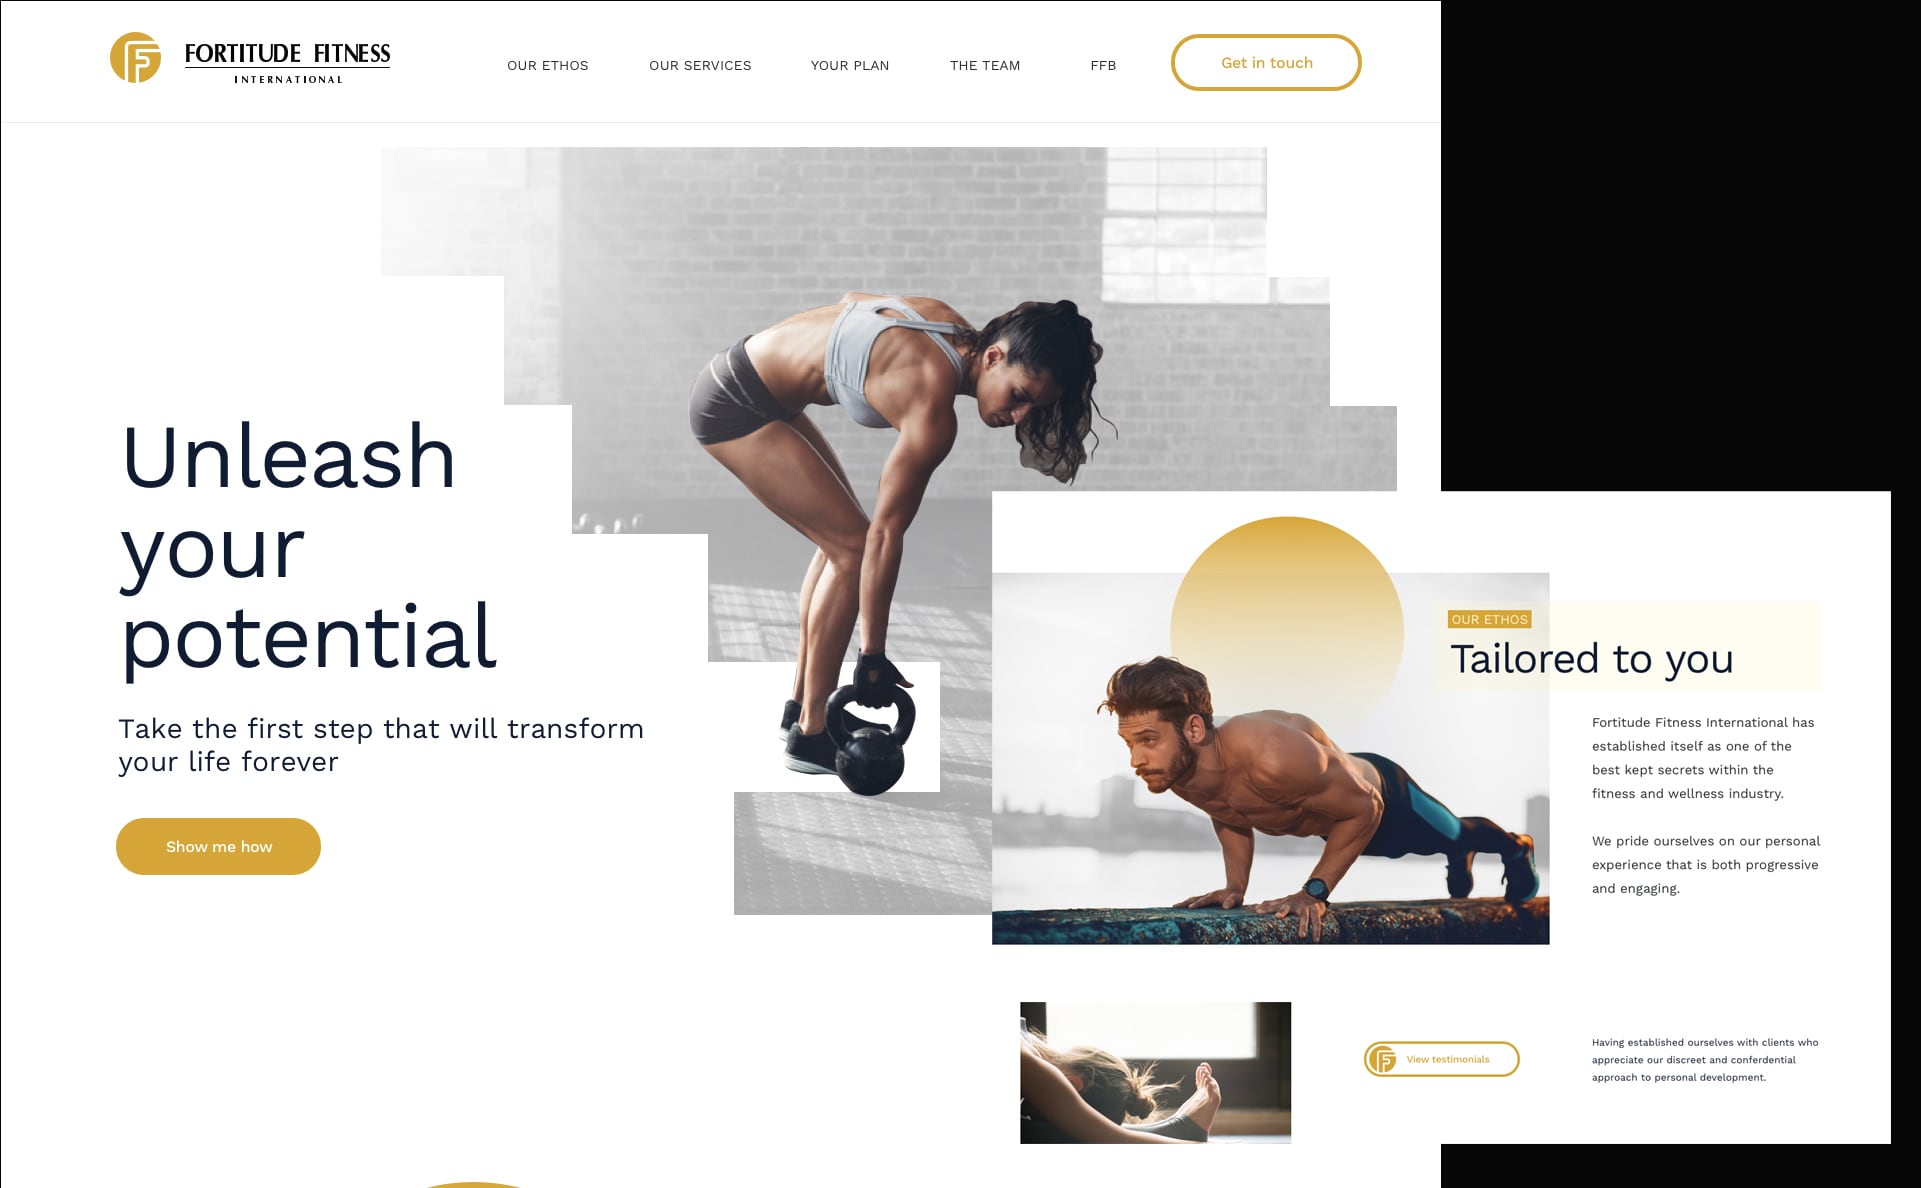 FORTITUDE FITNESS
INTERNATIONAL
OUR ETHOS
OUR SERVICES
YOUR PLAN
THE TEAM
FFB
Get in touch
Unleash
your
potential
Take the first step that will transform
your life forever
Show me how
OUR ETHOS
Tailored to you
Fortitude Fitness International has
established itself as one of the
best kept secrets within the
fitness and wellness industry.
We pride ourselves on our personal
experience that is both progressive
and engaging.
View testimonials
Having established ourselves with clients who
appreciate our discreet and conferdential
approach to personal development.